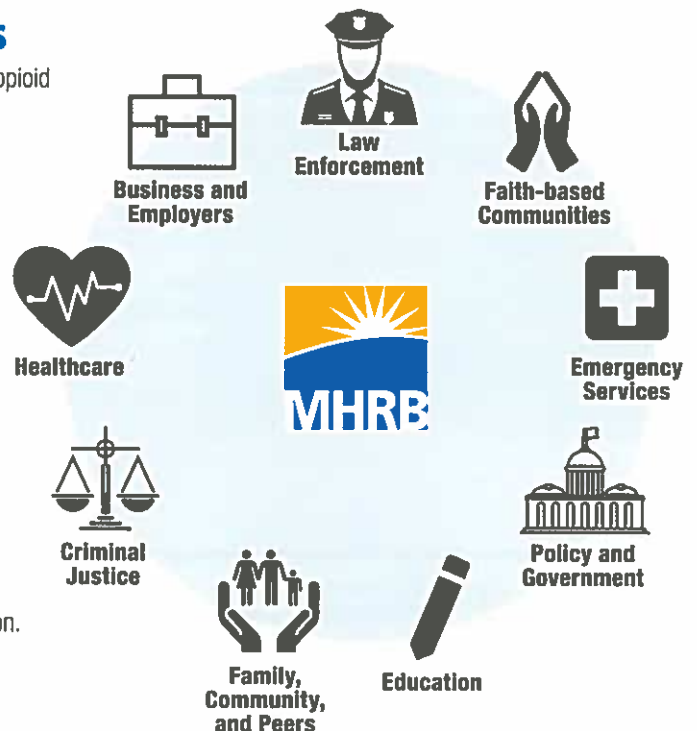 s
opioid
Law
Enforcement
Business and
Employers
Faith-based
Communities
Healthcare
MHRB
Emergency
Services
Criminal
Justice
Policy and
Government
on.
Family,
Community,
and Peers
Education